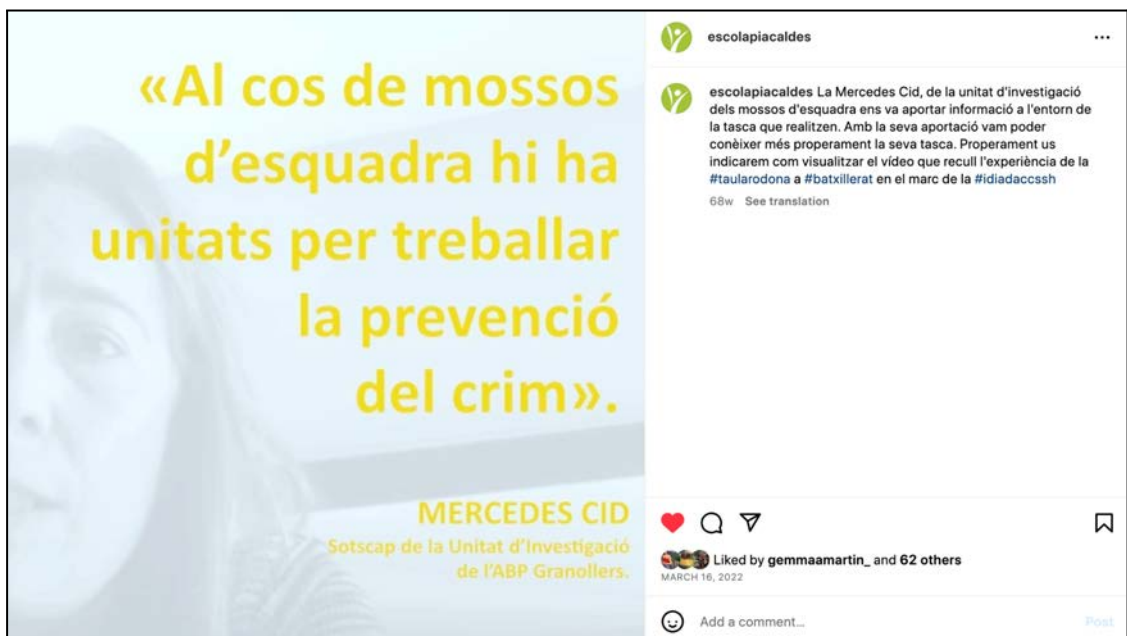 «Al cos de mossos
d'esquadra hi ha
unitats per treballar
la prevenció
del crim».
MERCEDES CID
Sotscap de la Unitat d'Investigació
de l'ABP Granollers.
escolapiacaldes
escolapiacaldes La Mercedes Cid, de la unitat d'investigació
dels mossos d'esquadra ens va aportar informació a l'entorn de
la tasca que realitzen. Amb la seva aportació vam poder
conèixer més properament la seva tasca. Properament us
indicarem com visualitzar el vídeo que recull l'experiència de la
#taularodona a #batxillerat en el marc de la #idiadaccssh
68w See translation
Liked by gemmaamartin_ and 62 others
MARCH 16, 2022
Add a comment... Post